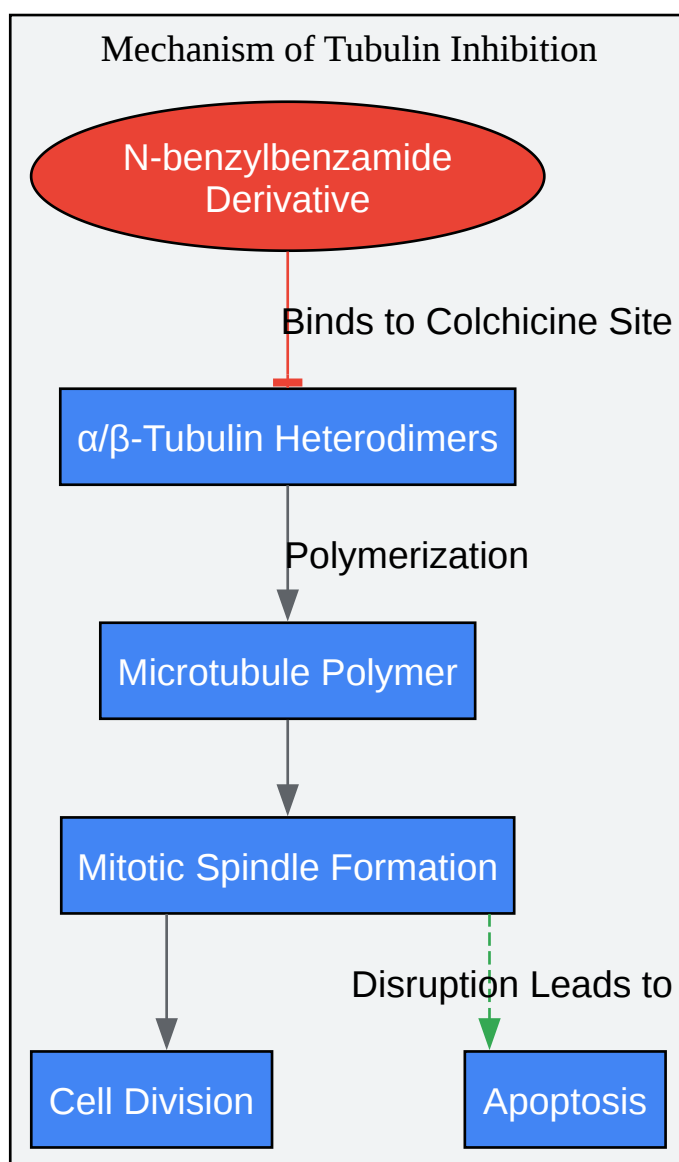 Mechanism of Tubulin Inhibition
N-benzylbenzamide
Derivative
Binds to Colchicine Site
α/β-Tubulin Heterodimers
Polymerization
Microtubule Polymer
Mitotic Spindle Formation
Disruption Leads to
Cell Division
Apoptosis